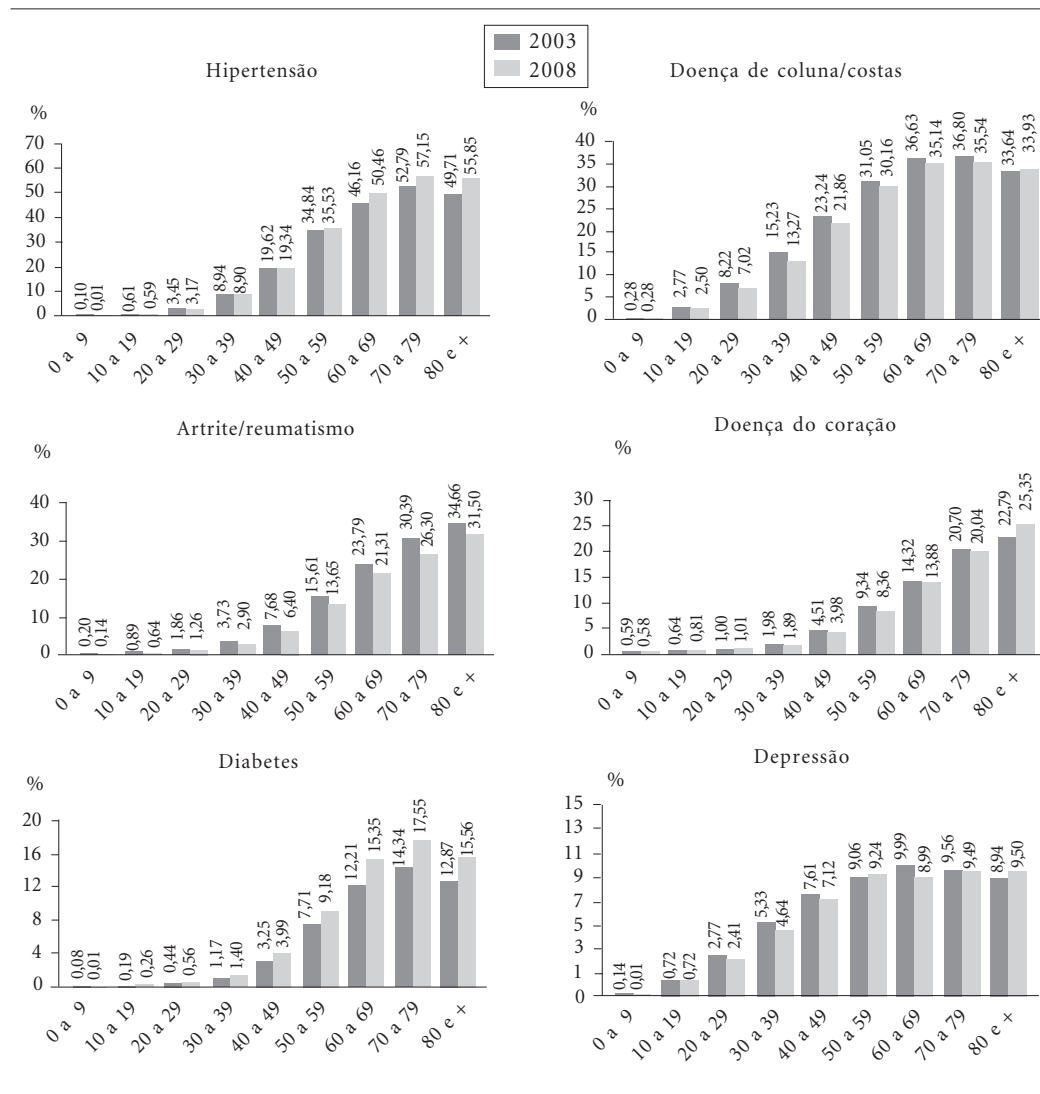 2003
2008
Hipertensão
%
70
60
50
40
30
20
10
0
0,10
0,01
0,61
0,59
3,45
3,17
8,94
8,90
19,62
19,34
34,84
35,53
46,16
50,46
52,79
57,15
49,71
55,85
0 a 9
10 a 19
20 a 29
30 a 39
40 a 49
50 a 59
60 a 69
70 a 79
80 e +
Doença de coluna/costas
%
40
35
30
25
20
15
10
5
0
0,28
0,28
2,77
2,50
8,22
7,02
15,23
13,27
23,24
21,86
31,05
30,16
36,63
35,14
36,80
35,54
33,64
33,93
0 a 9
10 a 19
20 a 29
30 a 39
40 a 49
50 a 59
60 a 69
70 a 79
80 e +
Artrite/reumatismo
%
40
30
20
10
0
0,20
0,14
0,89
0,64
1,86
1,26
3,73
2,90
7,68
6,40
15,61
13,65
23,79
21,31
30,39
26,30
34,66
31,50
0 a 9
10 a 19
20 a 29
30 a 39
40 a 49
50 a 59
60 a 69
70 a 79
80 e +
Doença do coração
%
30
25
20
15
10
5
0
0,59
0,58
0,64
0,81
1,00
1,01
1,98
1,89
4,51
3,98
9,34
8,36
14,32
13,88
20,70
20,04
22,79
25,35
0 a 9
10 a 19
20 a 29
30 a 39
40 a 49
50 a 59
60 a 69
70 a 79
80 e +
Diabetes
%
20
16
12
8
4
0
0,08
0,01
0,19
0,26
0,44
0,56
1,17
1,40
3,25
3,99
7,71
9,18
12,21
15,35
14,34
17,55
12,87
15,56
0 a 9
10 a 19
20 a 29
30 a 39
40 a 49
50 a 59
60 a 69
70 a 79
80 e +
Depressão
%
15
13
11
9
7
5
3
1
0
0,14
0,01
0,72
0,72
2,77
2,41
5,33
4,64
7,61
7,12
9,06
9,24
9,99
8,99
9,56
9,49
8,94
9,50
0 a 9
10 a 19
20 a 29
30 a 39
40 a 49
50 a 59
60 a 69
70 a 79
80 e +